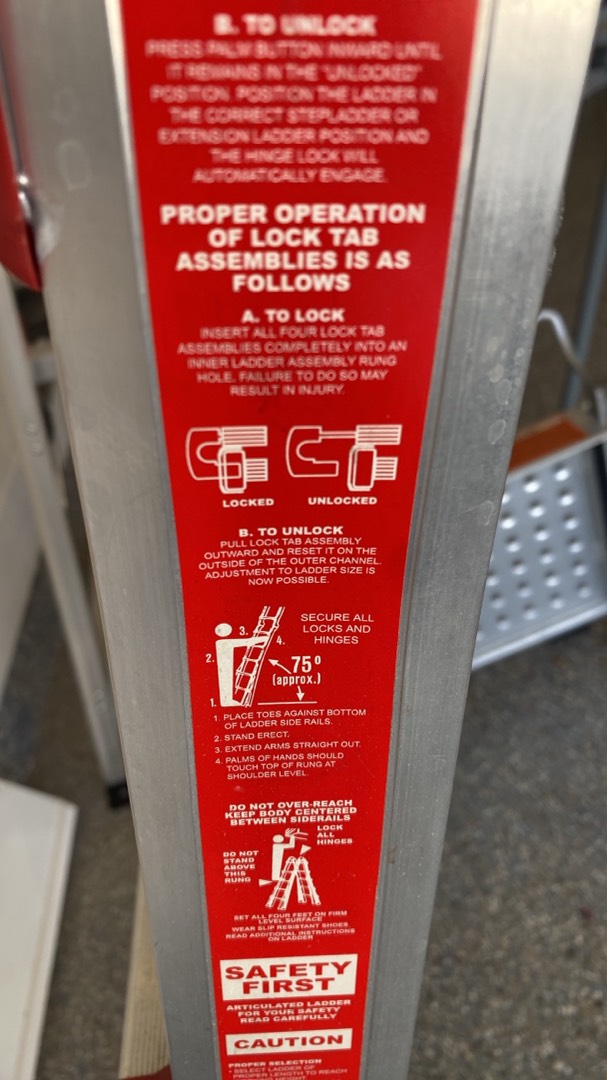 B. TO UNLOCK
PRESS PALM BUTTON INWARD UNTIL
IT REMAINS IN THE "UNLOCKED"
POSITION. POSITION THE LADDER IN
THE CORRECT STEPLADDER OR
EXTENSION LADDER POSITION AND
THE HINGE LOCK WILL
AUTOMATICALLY ENGAGE.
PROPER OPERATION
OF LOCK TAB
ASSEMBLIES IS AS
FOLLOWS
A. TO LOCK
INSERT ALL FOUR LOCK TAB
ASSEMBLIES COMPLETELY INTO AN
INNER LADDER ASSEMBLY RUNG
HOLE. FAILURE TO DO SO MAY
RESULT IN INJURY.
LOCKED UNLOCKED
B. TO UNLOCK
PULL LOCK TAB ASSEMBLY
OUTWARD AND RESET IT ON THE
OUTSIDE OF THE OUTER CHANNEL.
ADJUSTMENT TO LADDER SIZE IS
NOW POSSIBLE.
SECURE ALL
LOCKS AND
HINGES
3.
4.
2.
75°
(approx.)
1.
1. PLACE TOES AGAINST BOTTOM
OF LADDER SIDE RAILS.
2. STAND ERECT.
3. EXTEND ARMS STRAIGHT OUT.
4. PALMS OF HANDS SHOULD
TOUCH TOP OF RUNG AT
SHOULDER LEVEL.
DO NOT OVER-REACH
KEEP BODY CENTERED
BETWEEN SIDERAILS
LOCK
ALL
HINGES
DO NOT
STAND
ABOVE
THIS
RUNG
SET ALL FOUR FEET ON FIRM
LEVEL SURFACE
WEAR SLIP RESISTANT SHOES
READ ADDITIONAL INSTRUCTIONS
ON LADDER
SAFETY
FIRST
ARTICULATED LADDER
FOR YOUR SAFETY
READ CAREFULLY
CAUTION
PROPER SELECTION
• SELECT LADDER OF
PROPER LENGTH TO REACH
HEIGHT.